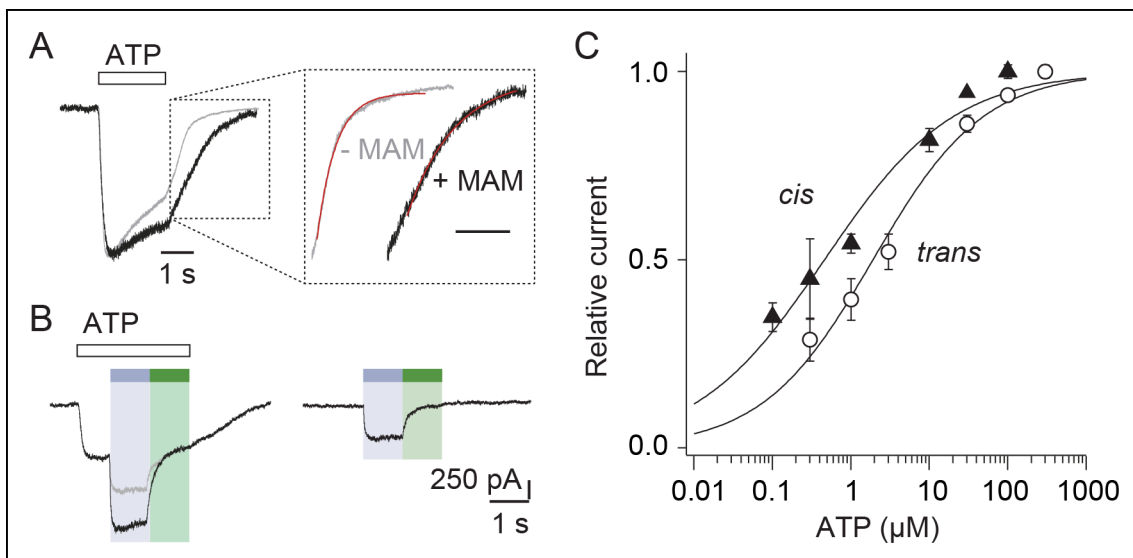 A
ATP
- MAM
+ MAM
1 s
B
ATP
250 pA
1 s
C
Relative current
1.0
0.5
0.0
cis
trans
0.01 0.1 1 10 100 1000
ATP (µM)